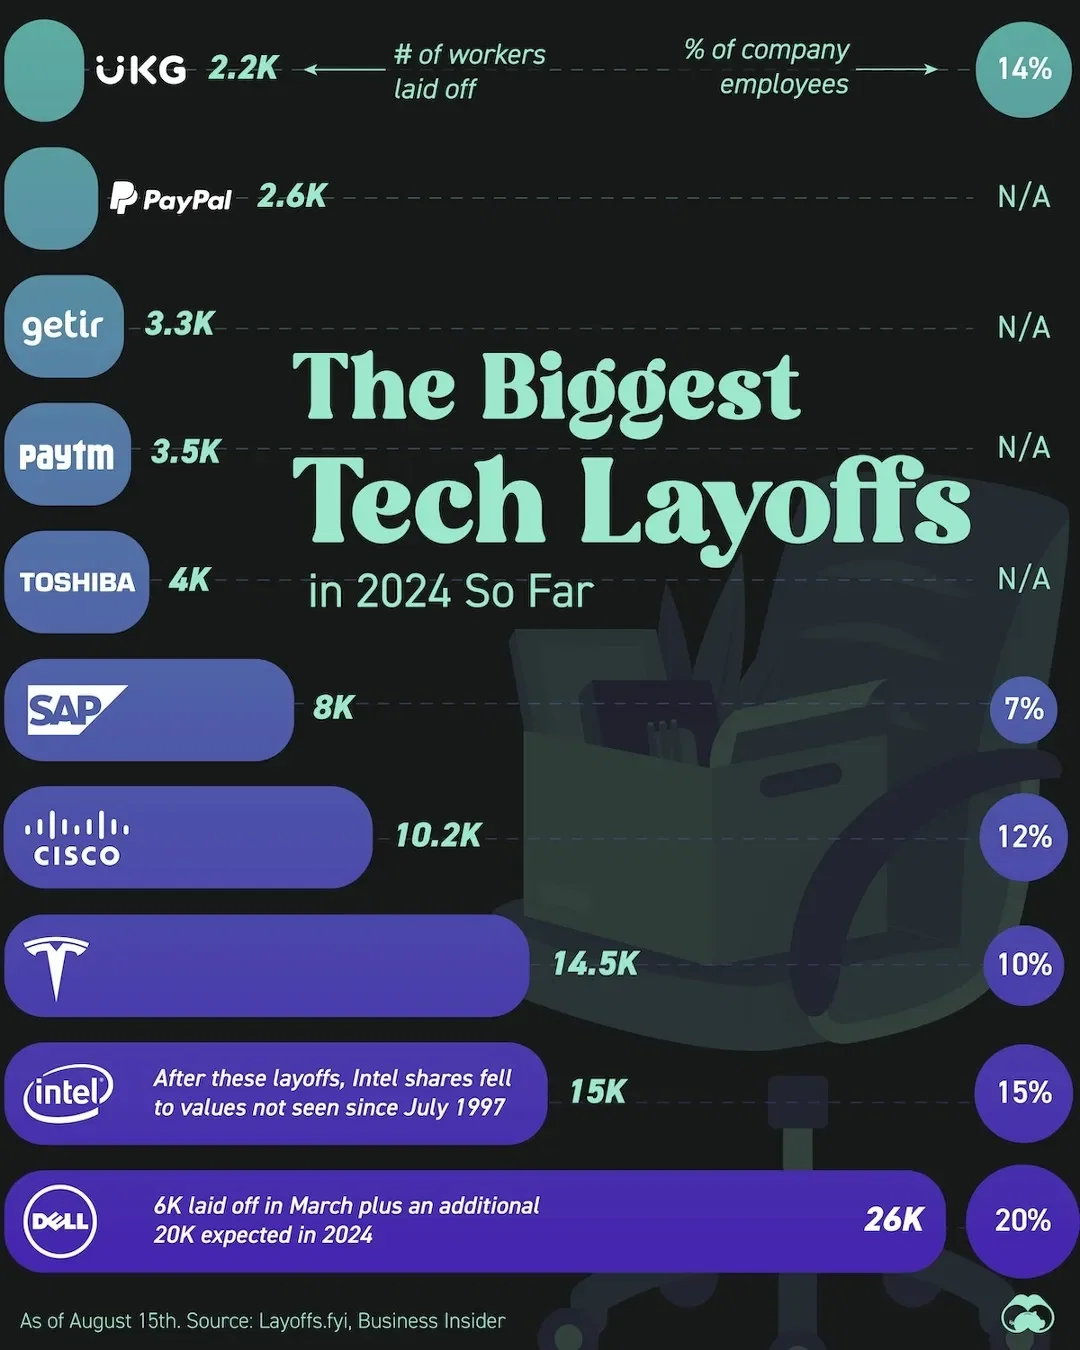 UKG 2.2K
# of workers
laid off
% of company
employees
14%
PayPal 2.6K N/A
getir 3.3K N/A
The Biggest
paytm 3.5K N/A
Tech Layoffs
TOSHIBA 4K N/A
in 2024 So Far
SAP 8K 7%
CISCO 10.2K 12%
14.5K 10%
intel
After these layoffs, Intel shares fell
to values not seen since July 1997
15K 15%
DELL
6K laid off in March plus an additional
20K expected in 2024
26K 20%
As of August 15th. Source: Layoffs.fyi, Business Insider